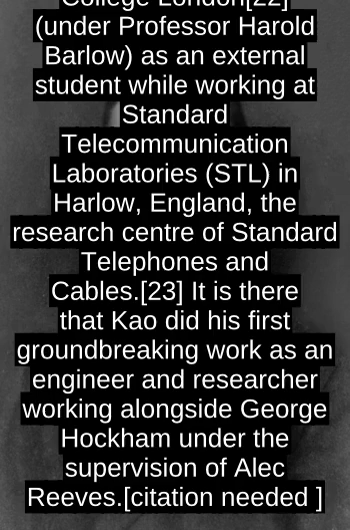 College London[22]
(under Professor Harold
Barlow) as an external
student while working at
Standard
Telecommunication
Laboratories (STL) in
Harlow, England, the
research centre of Standard
Telephones and
Cables.[23] It is there
that Kao did his first
groundbreaking work as an
engineer and researcher
working alongside George
Hockham under the
supervision of Alec
Reeves.[citation needed ]